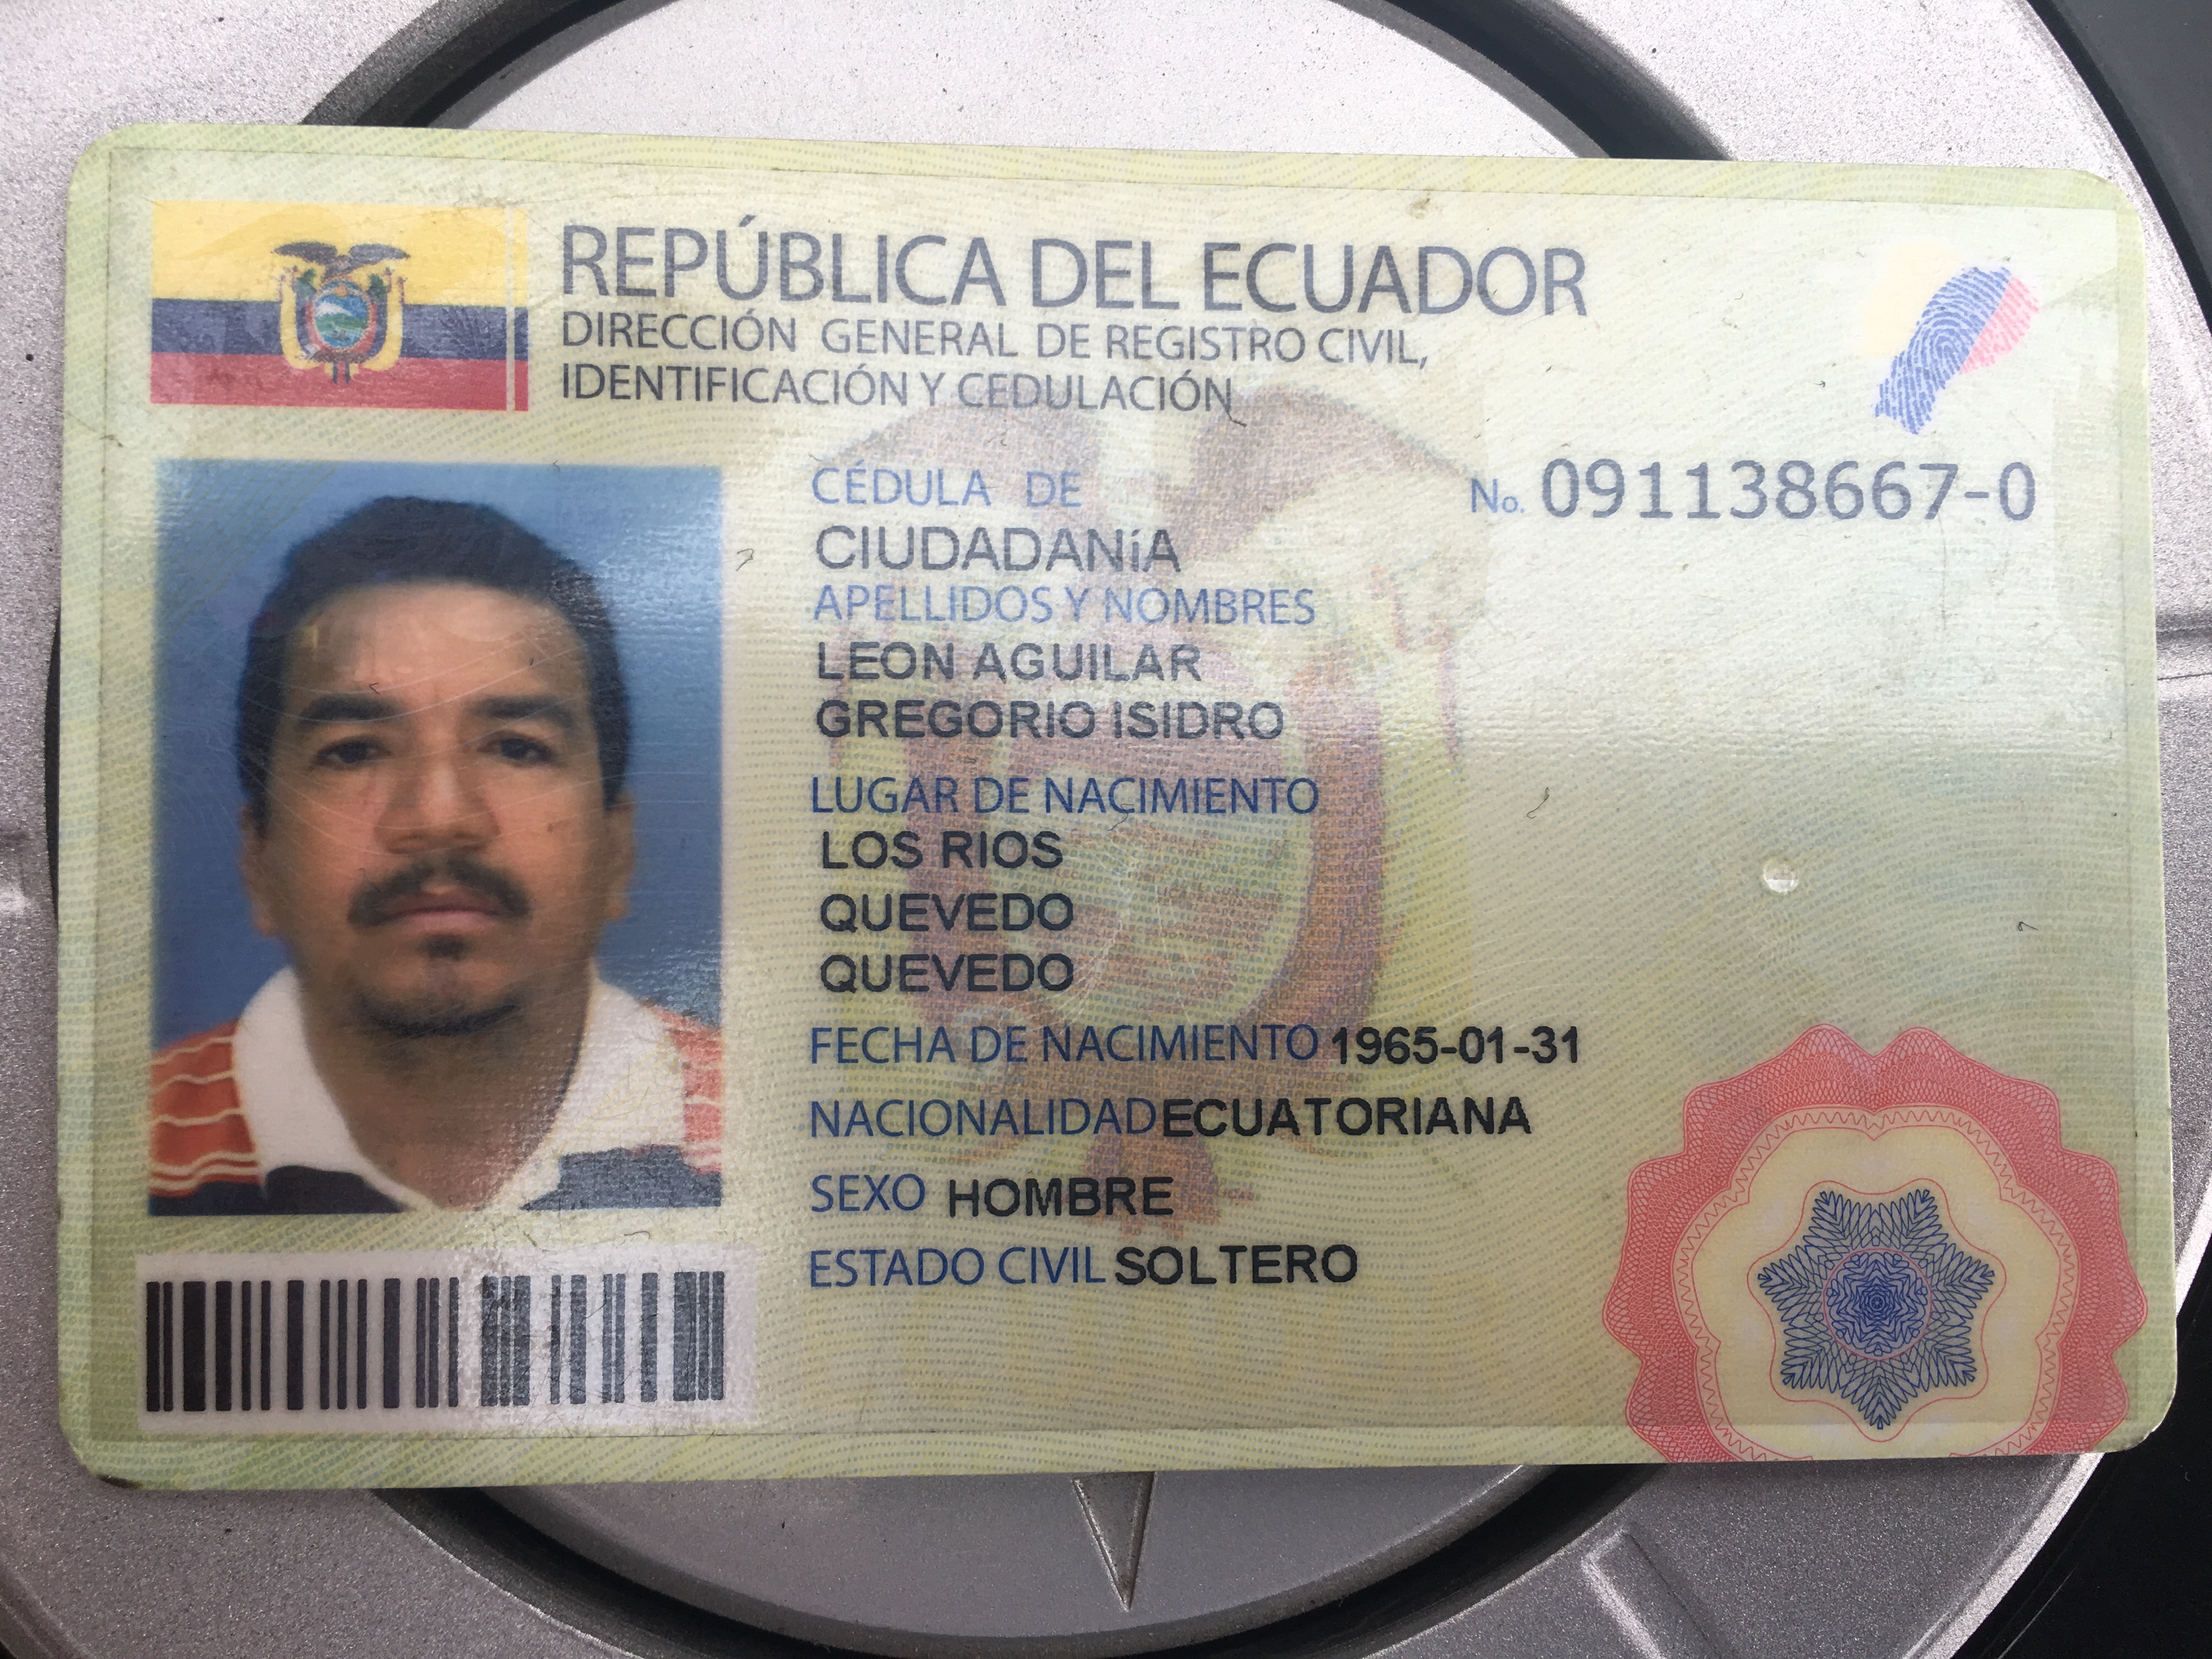 REPÚBLICA DEL ECUADOR
DIRECCIÓN GENERAL DE REGISTRO CIVIL,
IDENTIFICACIÓN Y CEDULACIÓN
CÉDULA DE
CIUDADANíA
No. 091138667-0
APELLIDOS Y NOMBRES
LEON AGUILAR
GREGORIO ISIDRO
LUGAR DE NACIMIENTO
LOS RIOS
QUEVEDO
QUEVEDO
FECHA DE NACIMIENTO 1965-01-31
NACIONALIDAD ECUATORIANA
SEXO HOMBRE
ESTADO CIVIL SOLTERO